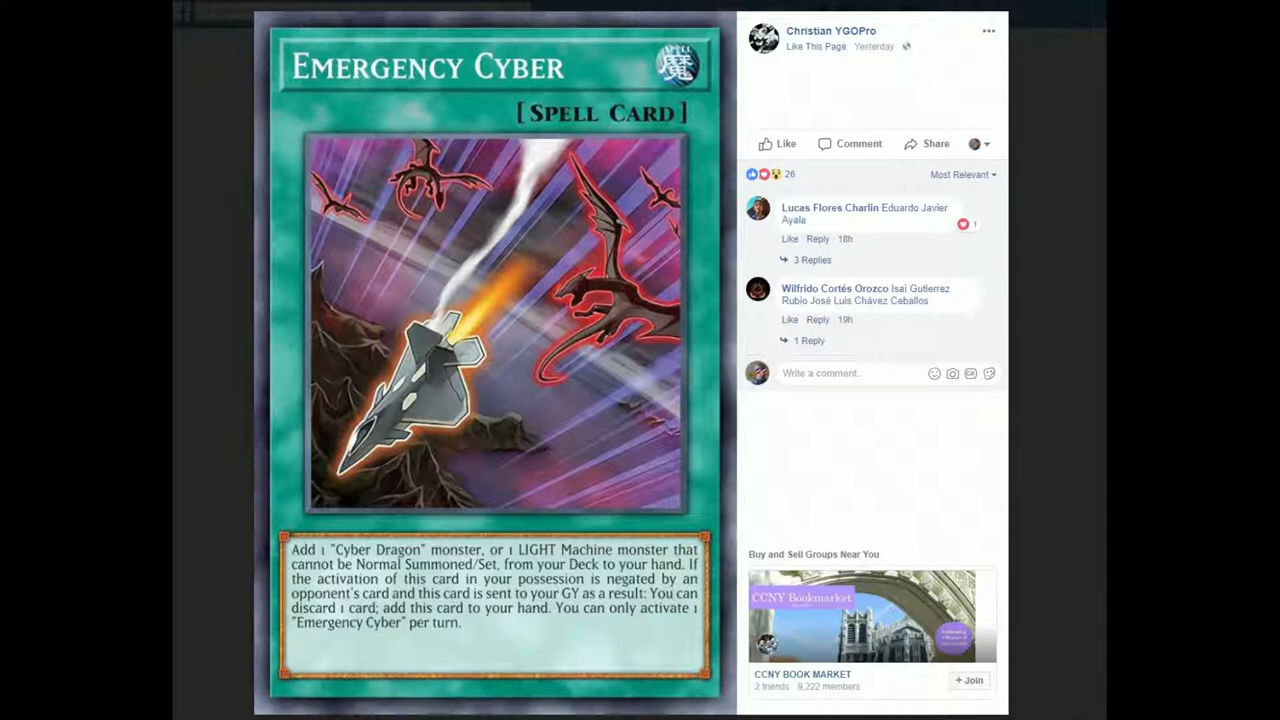 EMERGENCY CYBER
SPELL
魔
[SPELL CARD]
Add 1 "Cyber Dragon" monster, or 1 LIGHT Machine monster that
cannot be Normal Summoned/Set, from your Deck to your hand. If
the activation of this card in your possession is negated by an
opponent's card and this card is sent to your GY as a result: You can
discard 1 card; add this card to your hand. You can only activate 1
"Emergency Cyber" per turn.
Christian YGOPro
Like This Page Yesterday
Like Comment Share
26 Most Relevant
Lucas Flores Charlin Eduardo Javier
Ayala
1
Like Reply 18h
3 Replies
Wilfrido Cortés Orozco Isai Gutierrez
Rubio José Luis Chávez Ceballos
Like Reply 19h
1 Reply
Write a comment...
GIF
Buy and Sell Groups Near You
CCNY Bookmarket
CCNY BOOK MARKET
2 friends 9,222 members
+ Join